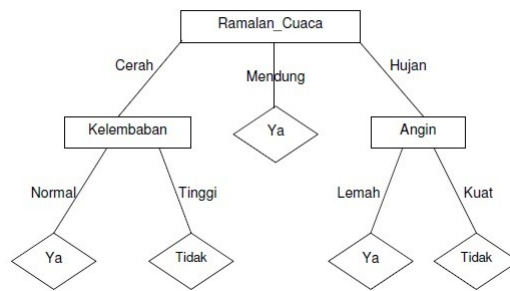 Ramalan_Cuaca
Cerah
Mendung
Hujan
Kelembaban
Ya
Angin
Normal
Tinggi
Lemah
Kuat
Ya
Tidak
Ya
Tidak